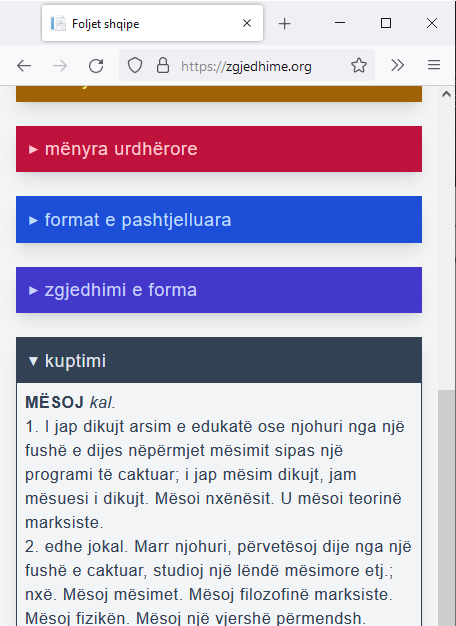 Foljet shqipe
https://zgjedhime.org
▸ mënyra urdhërore
▸ format e pashtjelluara
▸ zgjedhimi e forma
▾ kuptimi
MËSOJ kal.
1. I jap dikujt arsim e edukatë ose njohuri nga një
fushë e dijes nëpërmjet mësimit sipas një
programi të caktuar; i jap mësim dikujt, jam
mësuesi i dikujt. Mësoi nxënësit. U mësoi teorinë
marksiste.
2. edhe jokal. Marr njohuri, përvetësoj dije nga një
fushë e caktuar, studioj një lëndë mësimore etj.;
nxë. Mësoj mësimet. Mësoj filozofinë marksiste.
Mësoj fizikën. Mësoj një vjershë përmendsh.